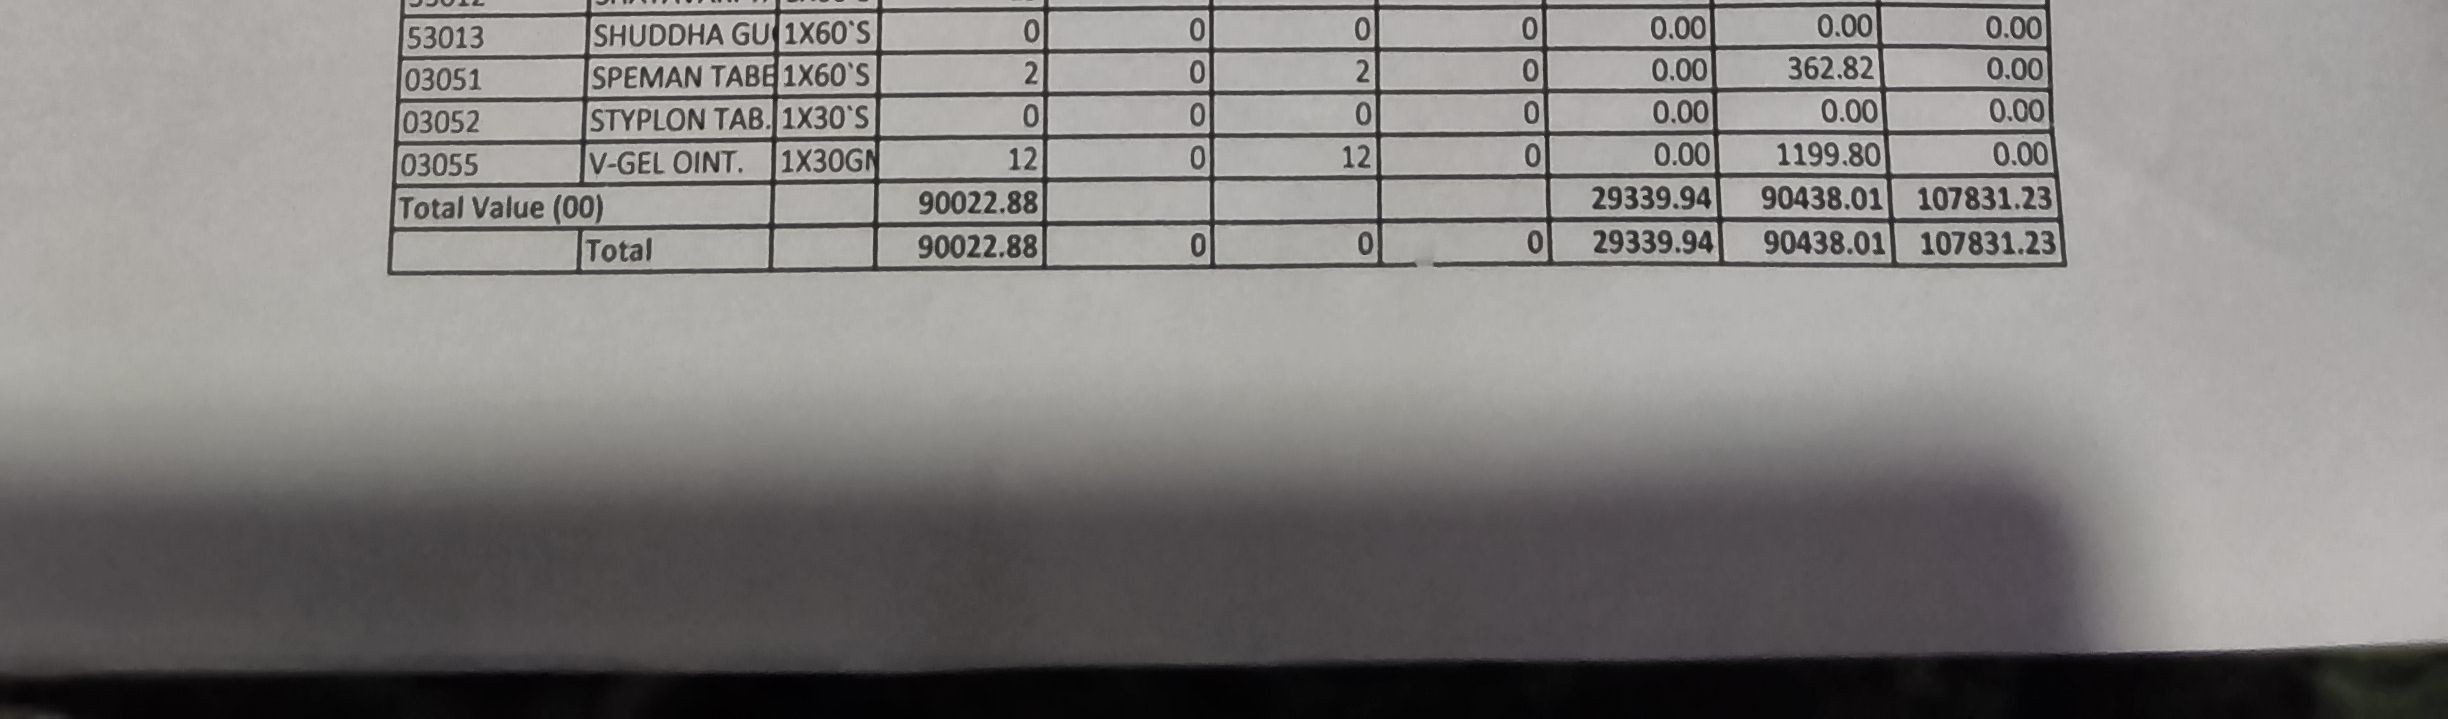 53013 SHUDDHA GU 1X60'S 0 0 0 0 0.00 0.00 0.00
03051 SPEMAN TABE 1X60'S 2 0 2 0 0.00 362.82 0.00
03052 STYPLON TAB. 1X30'S 0 0 0 0 0.00 0.00 0.00
03055 V-GEL OINT. 1X30GM 12 0 12 0 0.00 1199.80 0.00
Total Value (00) 90022.88 29339.94 90438.01 107831.23
Total 90022.88 0 0 0 29339.94 90438.01 107831.23